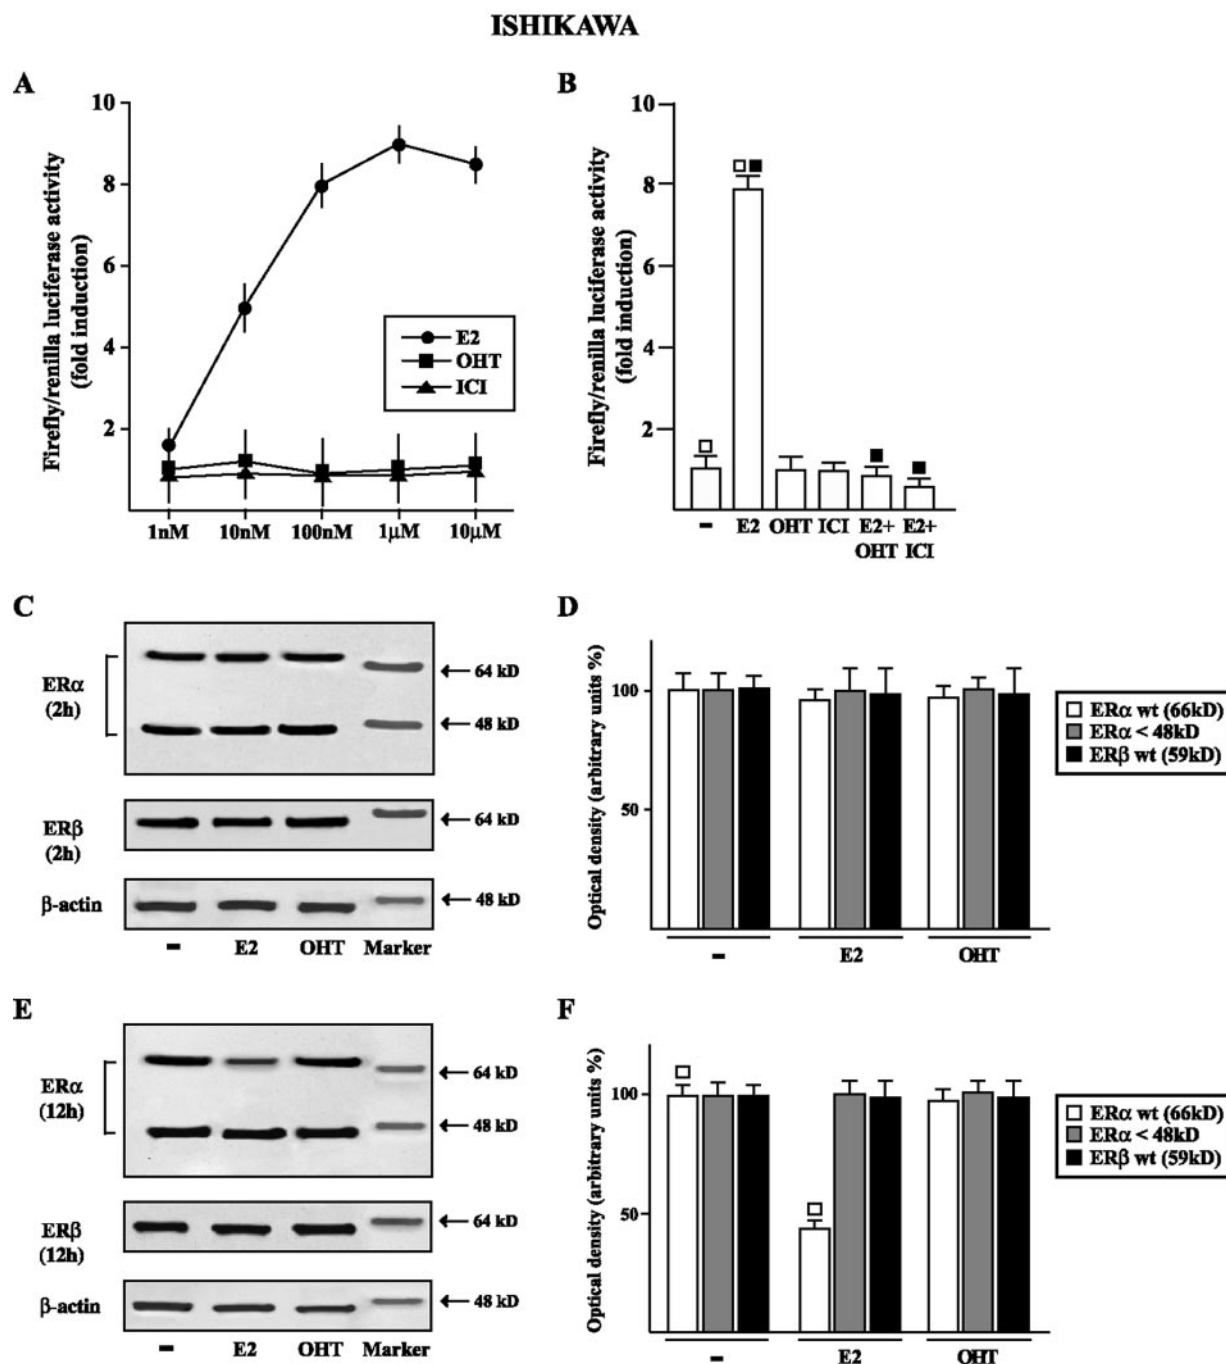 ISHIKAWA
A
Firefly/renilla luciferase activity
(fold induction)
10
8
6
4
2
E2
OHT
ICI
1nM 10nM 100nM 1μM 10μM
B
Firefly/renilla luciferase activity
(fold induction)
10
8
6
4
2
– E2 OHT ICI E2+ E2+
OHT ICI
C
ERα
(2h)
64 kD
48 kD
ERβ
(2h)
64 kD
β-actin
48 kD
– E2 OHT Marker
D
Optical density (arbitrary units %)
100
50
– E2 OHT
ERα wt (66kD)
ERα < 48kD
ERβ wt (59kD)
E
ERα
(12h)
64 kD
48 kD
ERβ
(12h)
64 kD
β-actin
48 kD
– E2 OHT Marker
F
Optical density (arbitrary units %)
100
50
– E2 OHT
ERα wt (66kD)
ERα < 48kD
ERβ wt (59kD)